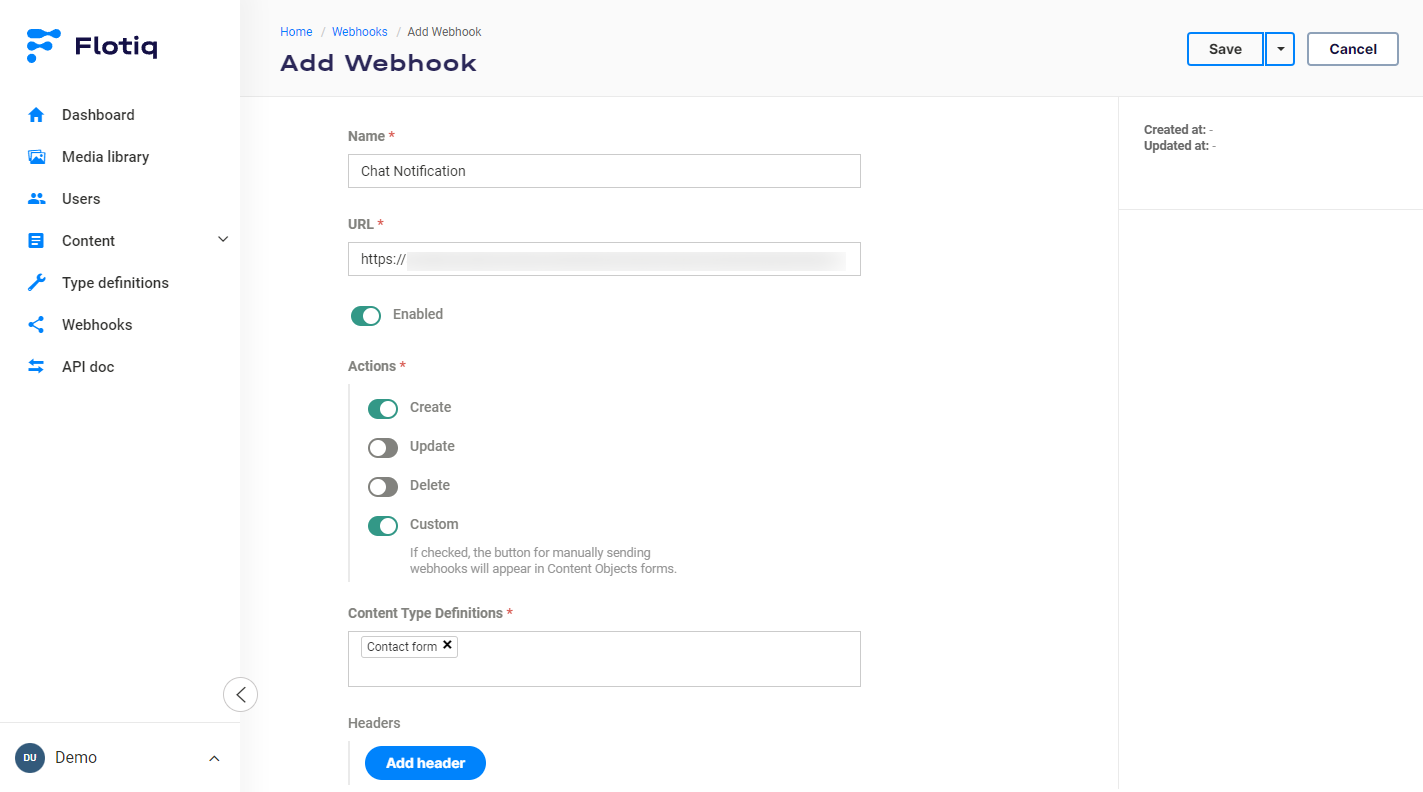 Flotiq
Dashboard
Media library
Users
Content
Type definitions
Webhooks
API doc
DU Demo
Home / Webhooks / Add Webhook
Add Webhook
Save
Cancel
Name *
Chat Notification
URL *
https://
Enabled
Actions *
Create
Update
Delete
Custom
If checked, the button for manually sending
webhooks will appear in Content Objects forms.
Content Type Definitions *
Contact form ×
Headers
Add header
Created at: -
Updated at: -